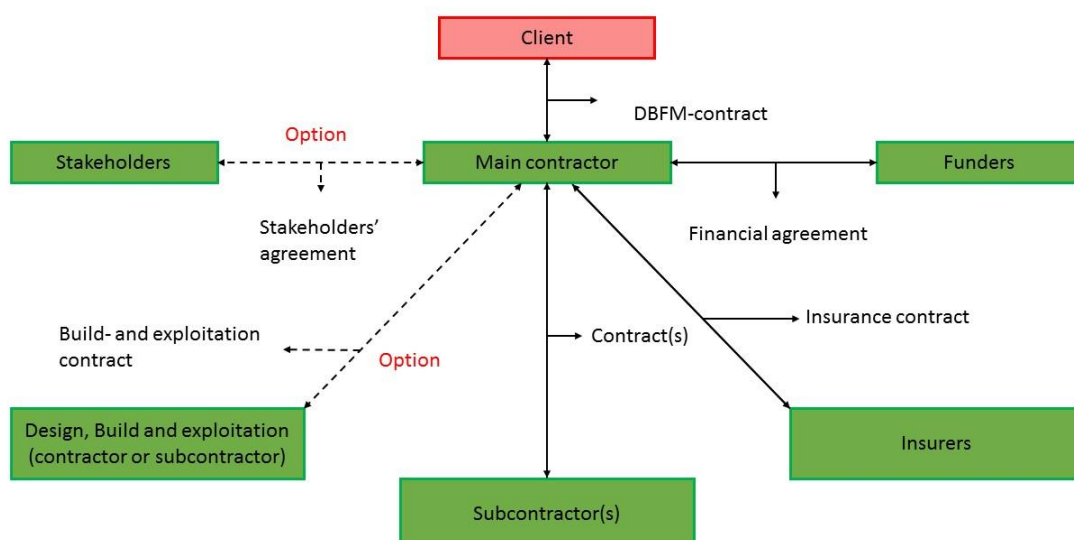 Client
DBFM-contract
Option
Stakeholders
Main contractor
Funders
Stakeholders'
agreement
Financial agreement
Insurance contract
Build- and exploitation
contract
Contract(s)
Option
Design, Build and exploitation
(contractor or subcontractor)
Insurers
Subcontractor(s)